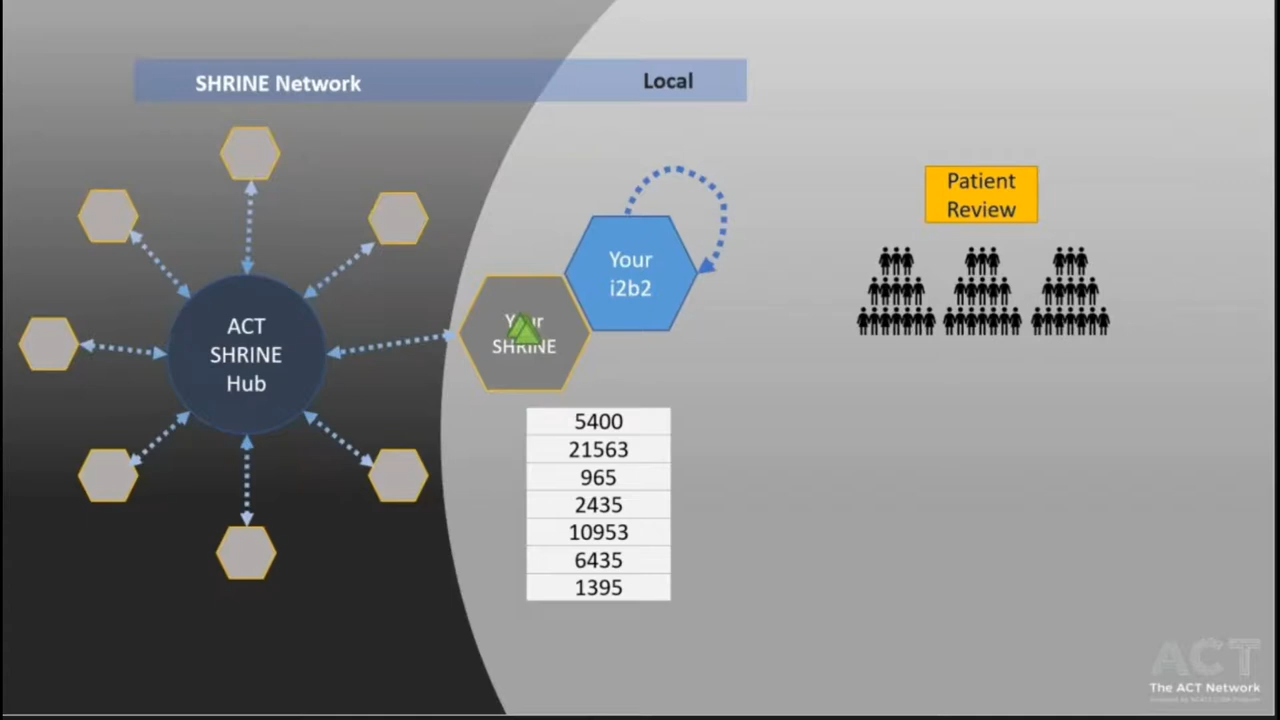 SHRINE Network
Local
Patient
Review
Your
i2b2
ACT
SHRINE
Hub
SHRINE
5400
21563
965
2435
10953
6435
1395
ACT
The ACT Network